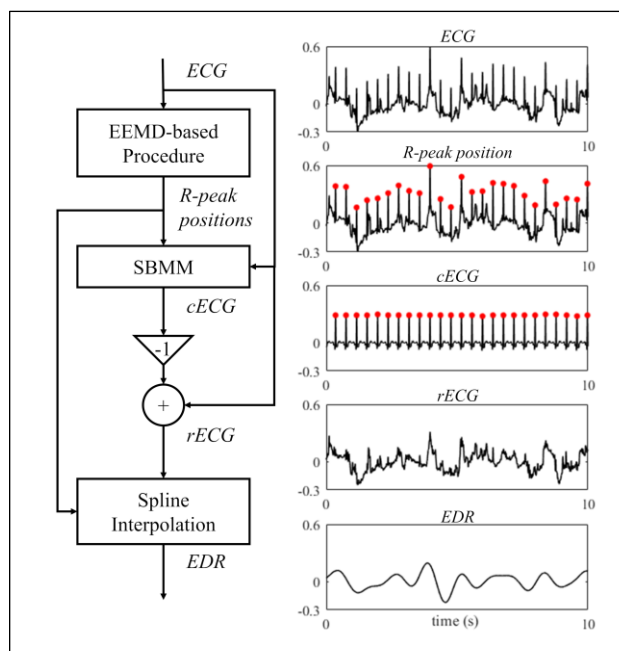 ECG
EEMD-based
Procedure
R-peak
positions
SBMM
cECG
-1
+
rECG
Spline
Interpolation
EDR
ECG
0.6
0
-0.3
0
10
R-peak position
0.6
0
-0.3
0
10
cECG
0.6
0
-0.3
0
10
rECG
0.6
0
-0.3
0
10
EDR
0.6
0
-0.3
0
time (s)
10